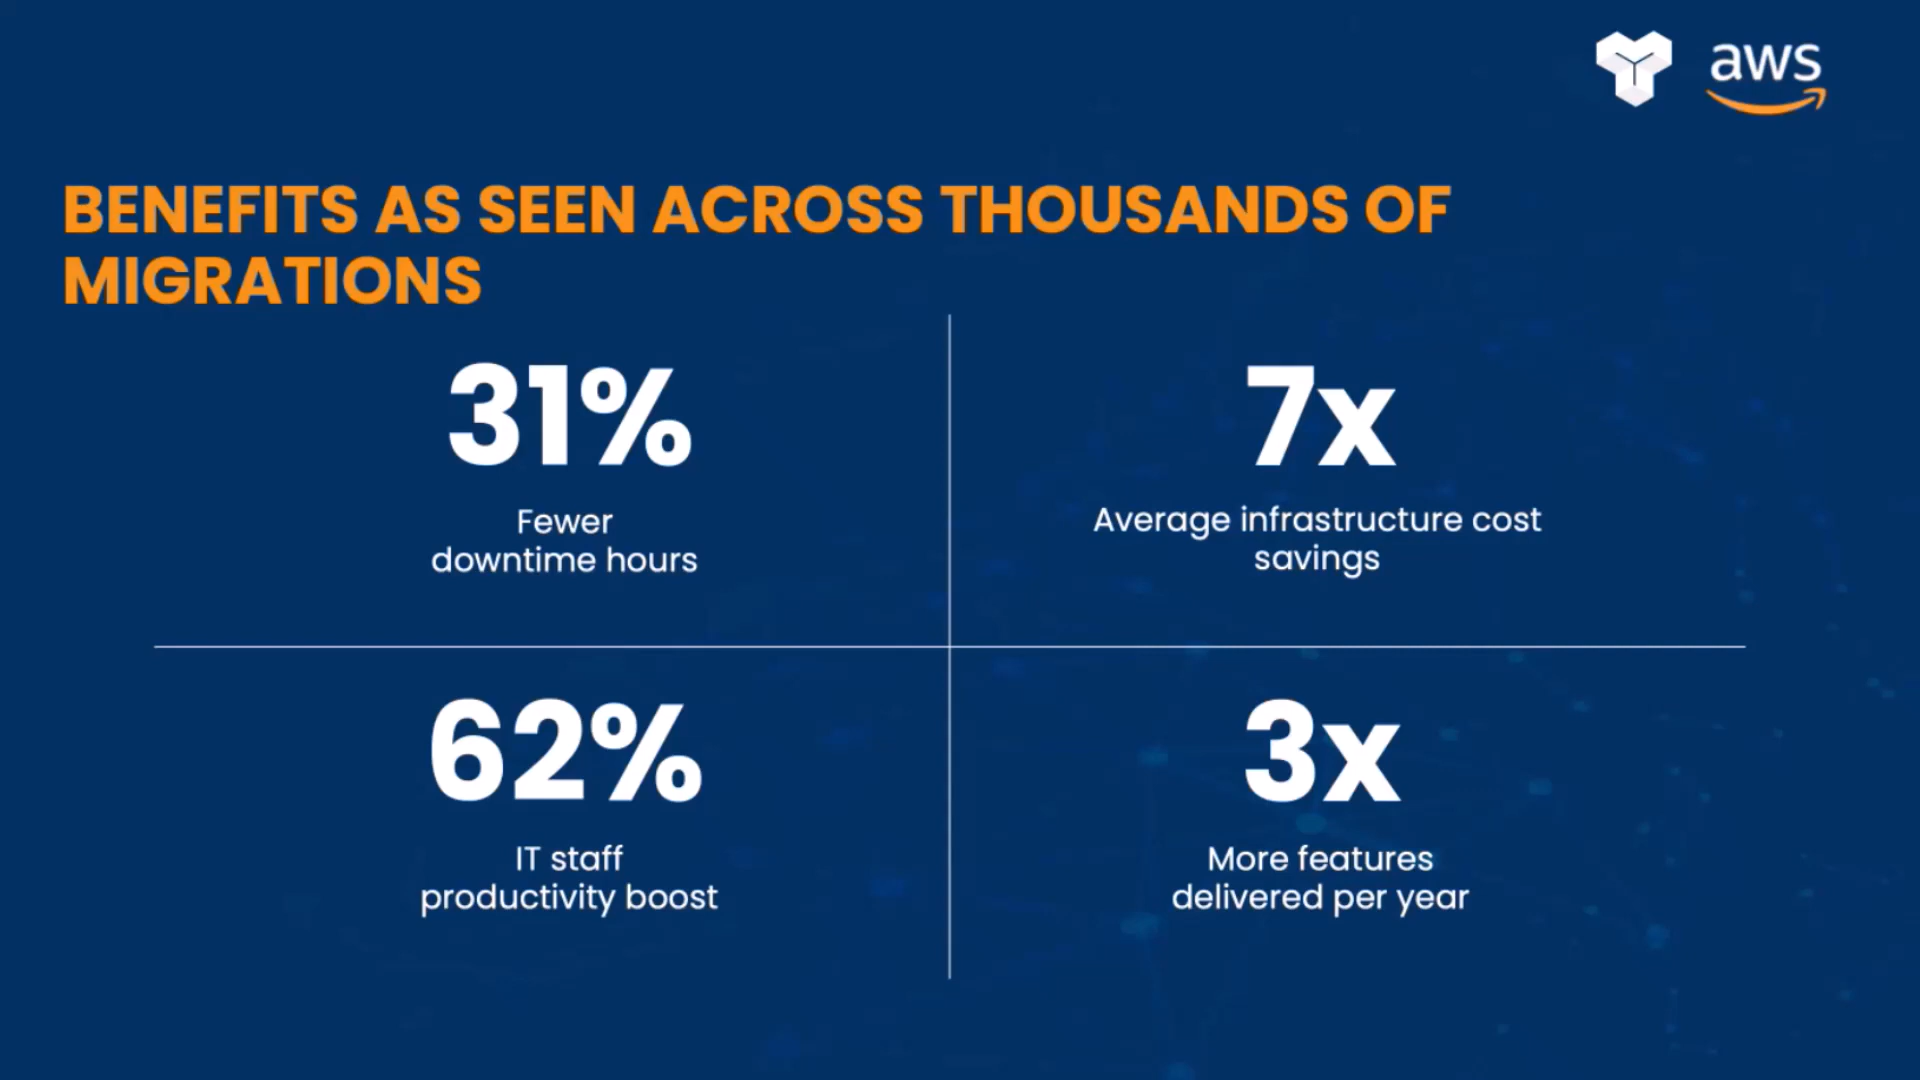 aws
BENEFITS AS SEEN ACROSS THOUSANDS OF
MIGRATIONS
31%
Fewer
downtime hours
7x
Average infrastructure cost
savings
62%
IT staff
productivity boost
3x
More features
delivered per year